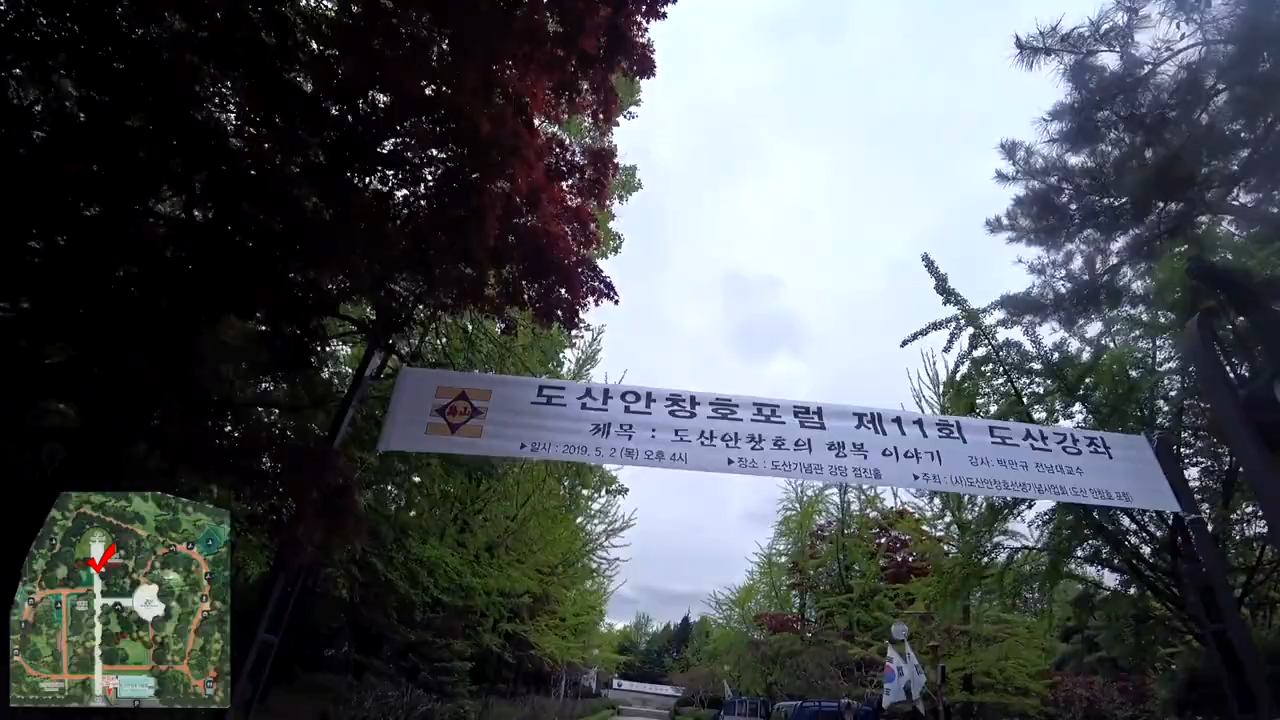 도산안창호포럼 제11회 도산강좌
제목 : 도산안창호의 행복 이야기 강사: 박만규 전남대교수
▶일시 : 2019. 5. 2 (목) 오후 4시 ▶장소 : 도산기념관 강당 점진홀 ▶주최 : (사)도산안창호선생기념사업회 (도산 안창호 포럼)